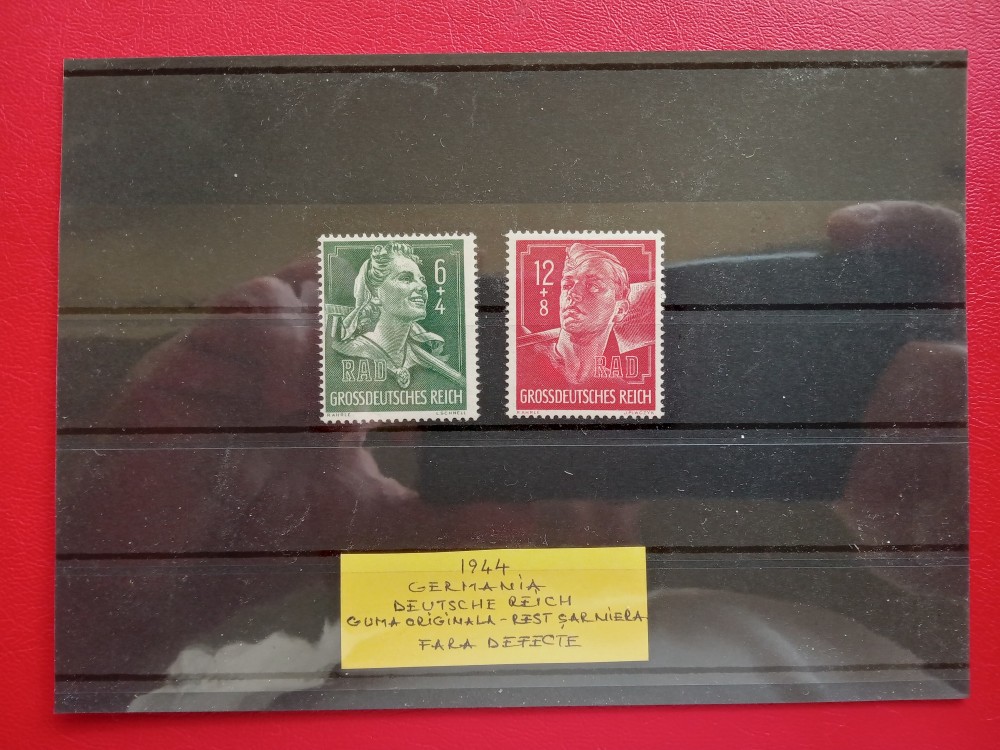 6
+
4
RAD
GROSSDEUTSCHES REICH
12
+
8
RAD
GROSSDEUTSCHES REICH
1944
GERMANIA
DEUTSCHE REICH
GUMA ORIGINALA - REST ȘARNIERA
FARA DEFECTE